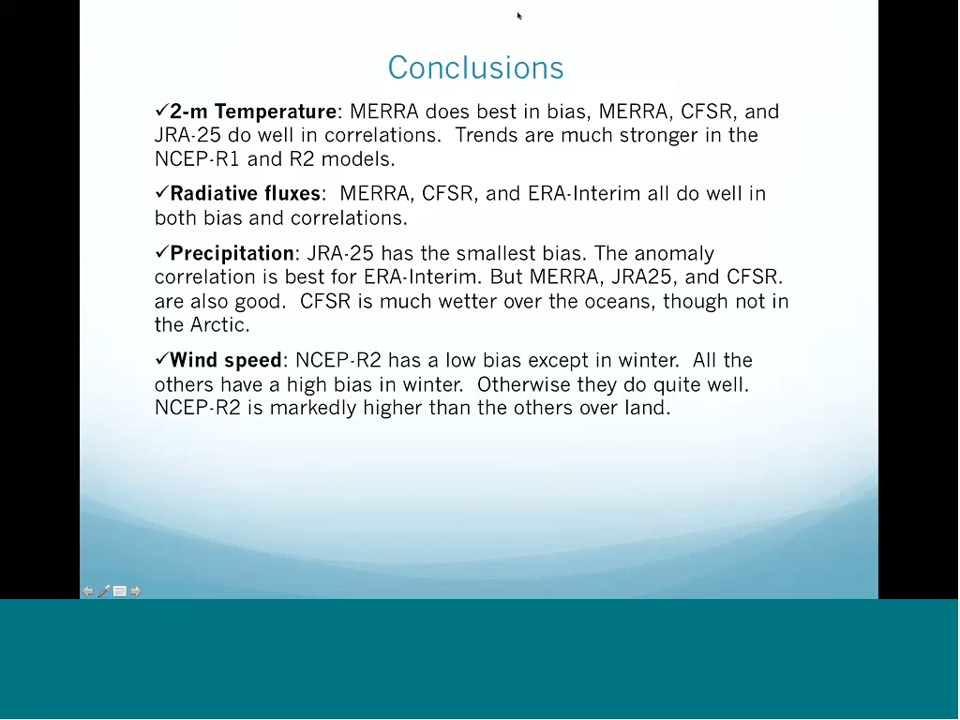 Conclusions
✓2-m Temperature: MERRA does best in bias, MERRA, CFSR, and
JRA-25 do well in correlations.  Trends are much stronger in the
NCEP-R1 and R2 models.
✓Radiative fluxes:  MERRA, CFSR, and ERA-Interim all do well in
both bias and correlations.
✓Precipitation: JRA-25 has the smallest bias. The anomaly
correlation is best for ERA-Interim. But MERRA, JRA25, and CFSR.
are also good.  CFSR is much wetter over the oceans, though not in
the Arctic.
✓Wind speed: NCEP-R2 has a low bias except in winter.  All the
others have a high bias in winter.  Otherwise they do quite well.
NCEP-R2 is markedly higher than the others over land.